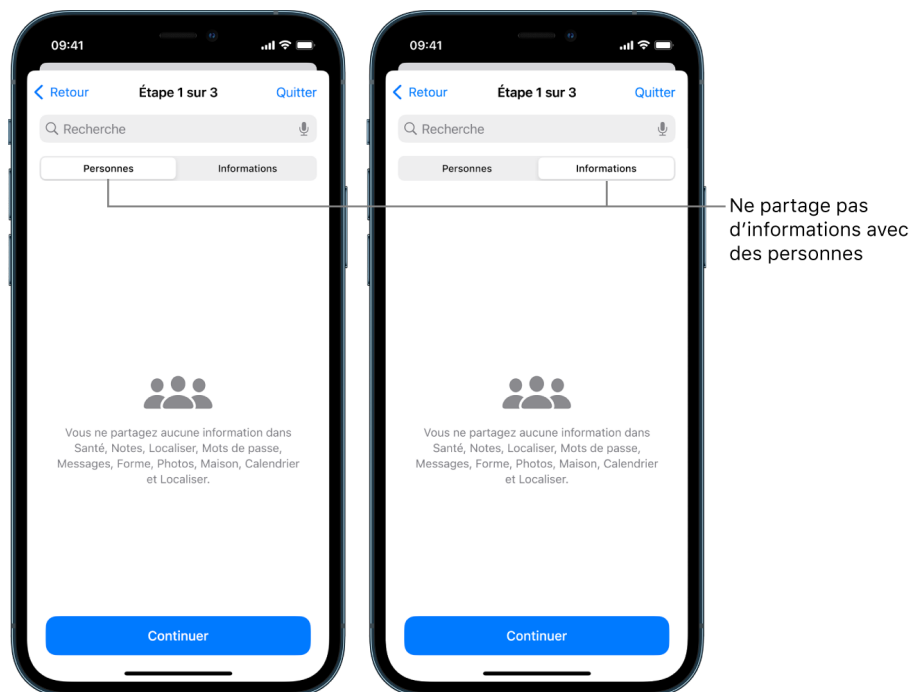 09:41
Retour
Étape 1 sur 3
Quitter
Recherche
Personnes
Informations
Vous ne partagez aucune information dans
Santé, Notes, Localiser, Mots de passe,
Messages, Forme, Photos, Maison, Calendrier
et Localiser.
Continuer
09:41
Retour
Étape 1 sur 3
Quitter
Recherche
Personnes
Informations
Vous ne partagez aucune information dans
Santé, Notes, Localiser, Mots de passe,
Messages, Forme, Photos, Maison, Calendrier
et Localiser.
Continuer
Ne partage pas
d’informations avec
des personnes